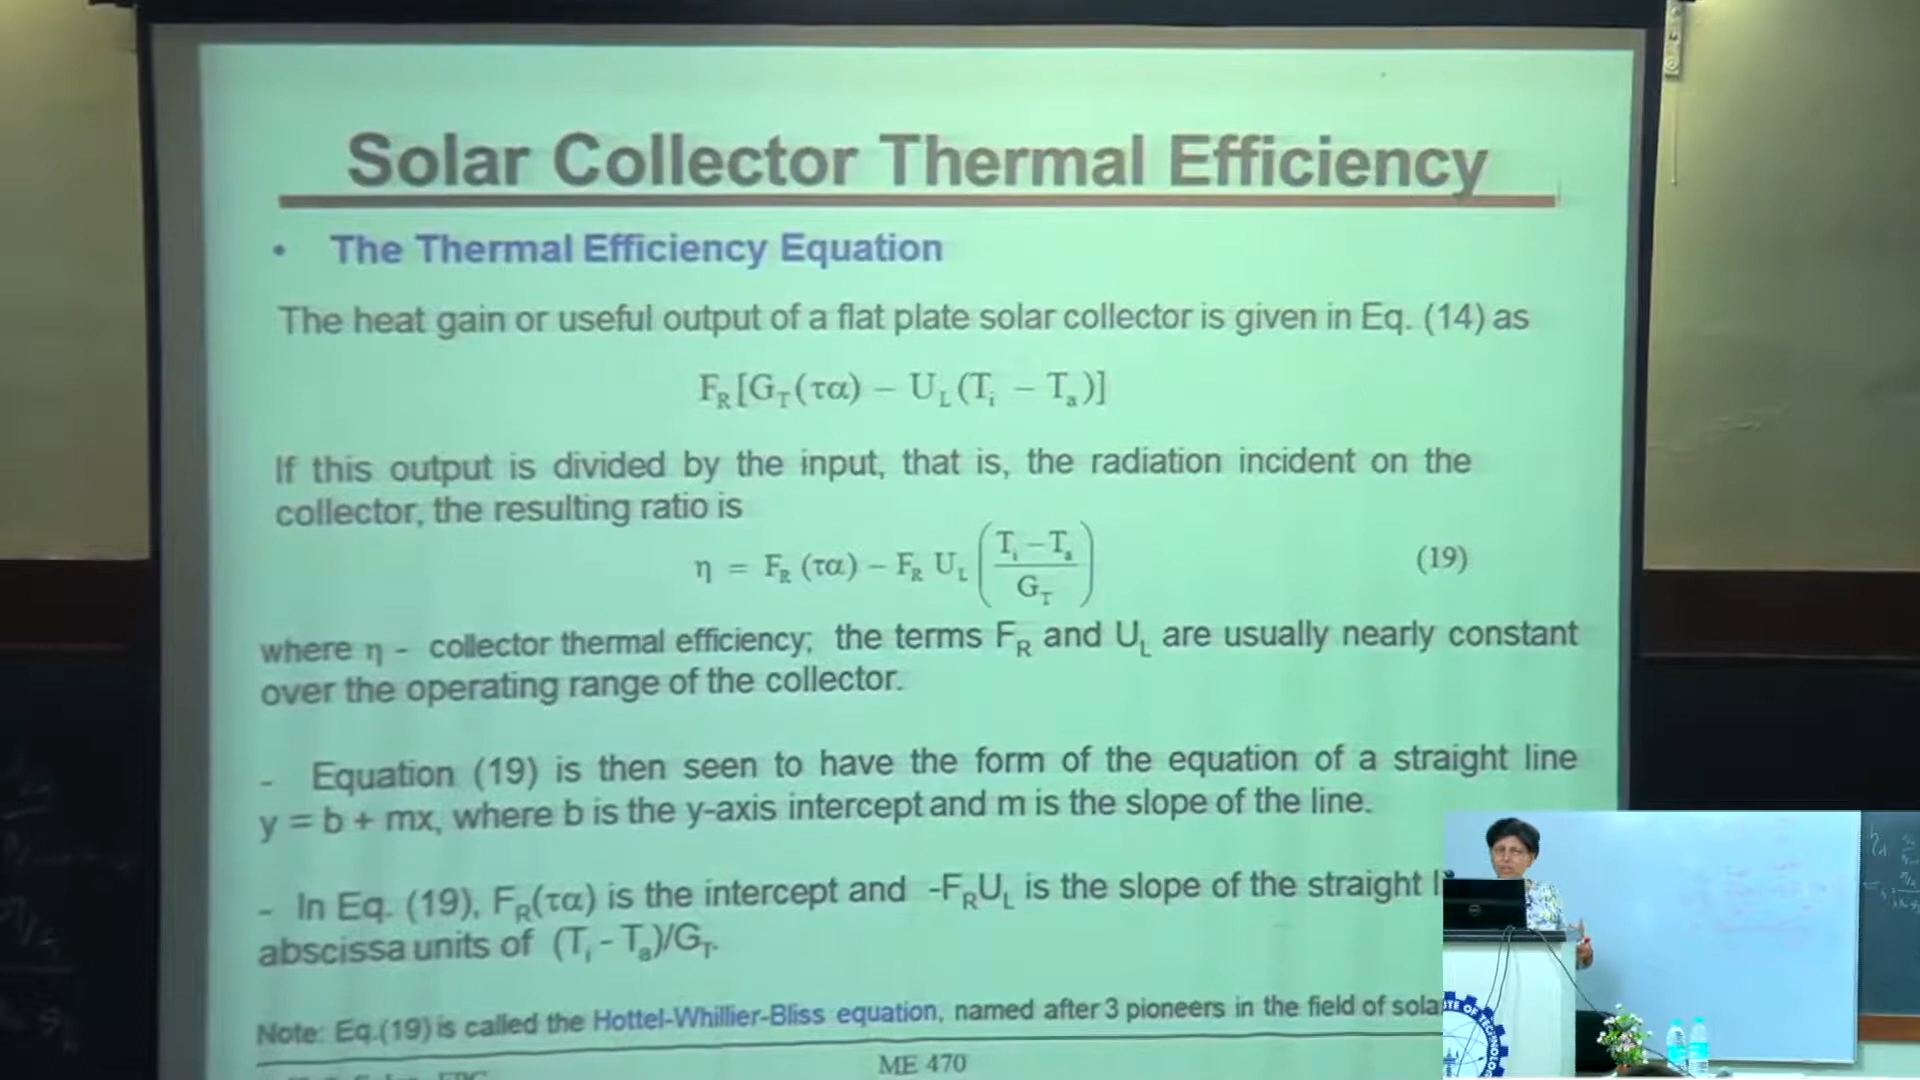 Solar Collector Thermal Efficiency
• The Thermal Efficiency Equation
The heat gain or useful output of a flat plate solar collector is given in Eq. (14) as
F_R[G_T(τα) – U_L(T_i – T_a)]
If this output is divided by the input, that is, the radiation incident on the
collector, the resulting ratio is
η = F_R (τα) – F_R U_L ((T_i – T_a)/G_T) (19)
where η - collector thermal efficiency; the terms F_R and U_L are usually nearly constant
over the operating range of the collector.
- Equation (19) is then seen to have the form of the equation of a straight line
y = b + mx, where b is the y-axis intercept and m is the slope of the line.
- In Eq. (19), F_R(τα) is the intercept and -F_RU_L is the slope of the straight
abscissa units of (T_i - T_a)/G_T.
Note: Eq.(19) is called the Hottel-Whillier-Bliss equation, named after 3 pioneers in the field of
ME 470
OF TECHNOLO